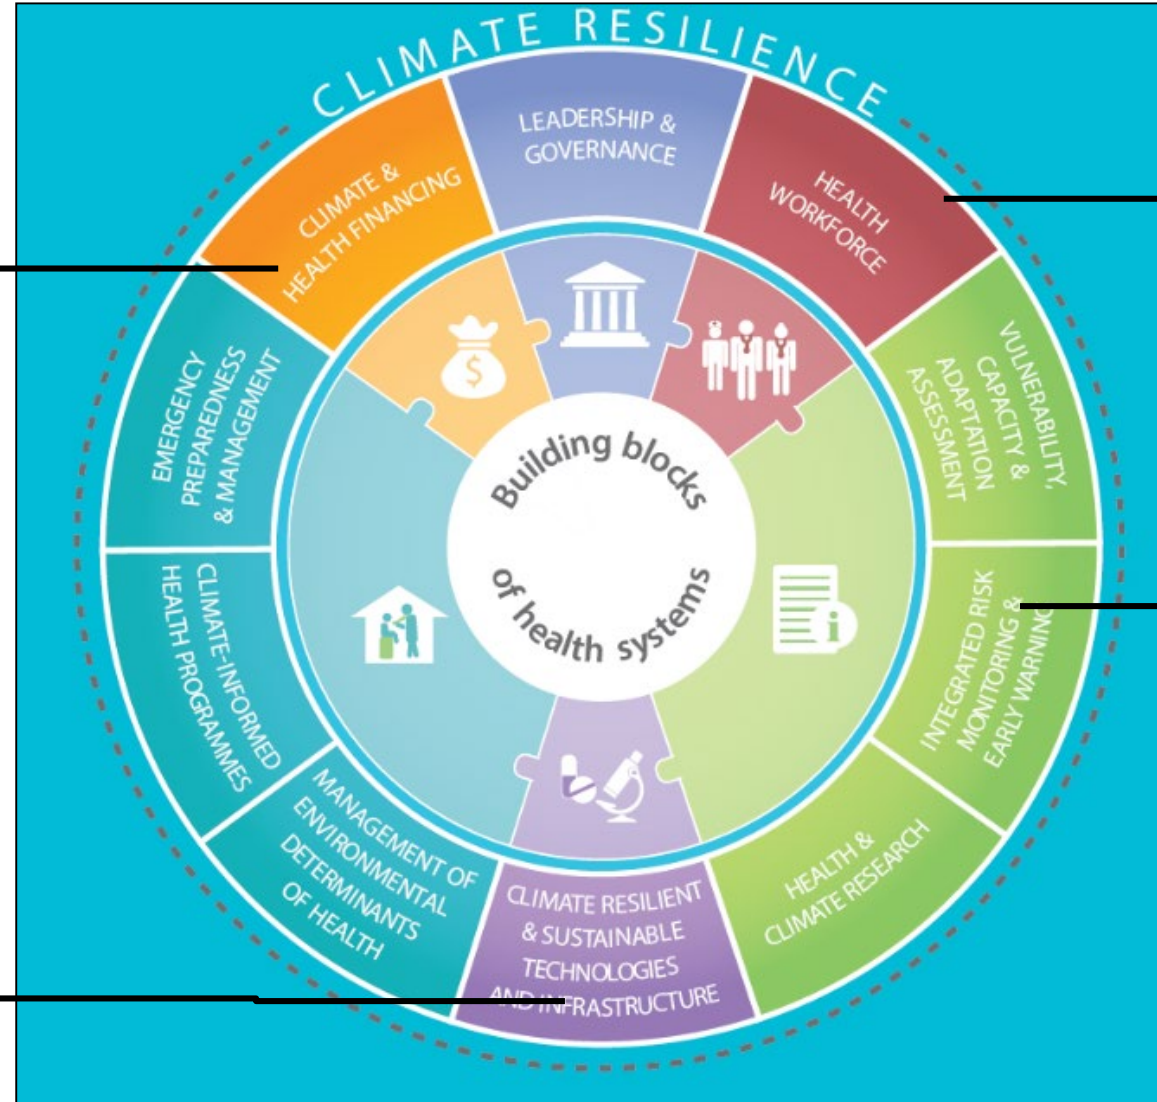 CLIMATE RESILIENCE
LEADERSHIP &
GOVERNANCE
HEALTH
WORKFORCE
VULNERABILITY,
CAPACITY &
ADAPTATION
ASSESSMENT
INTEGRATED RISK
MONITORING &
EARLY WARNING
HEALTH &
CLIMATE RESEARCH
CLIMATE RESILIENT
& SUSTAINABLE
TECHNOLOGIES
AND INFRASTRUCTURE
MANAGEMENT OF
ENVIRONMENTAL
DETERMINANTS
OF HEALTH
CLIMATE-INFORMED
HEALTH PROGRAMMES
EMERGENCY
PREPAREDNESS
& MANAGEMENT
CLIMATE &
HEALTH FINANCING
$
i
Building blocks
of health systems